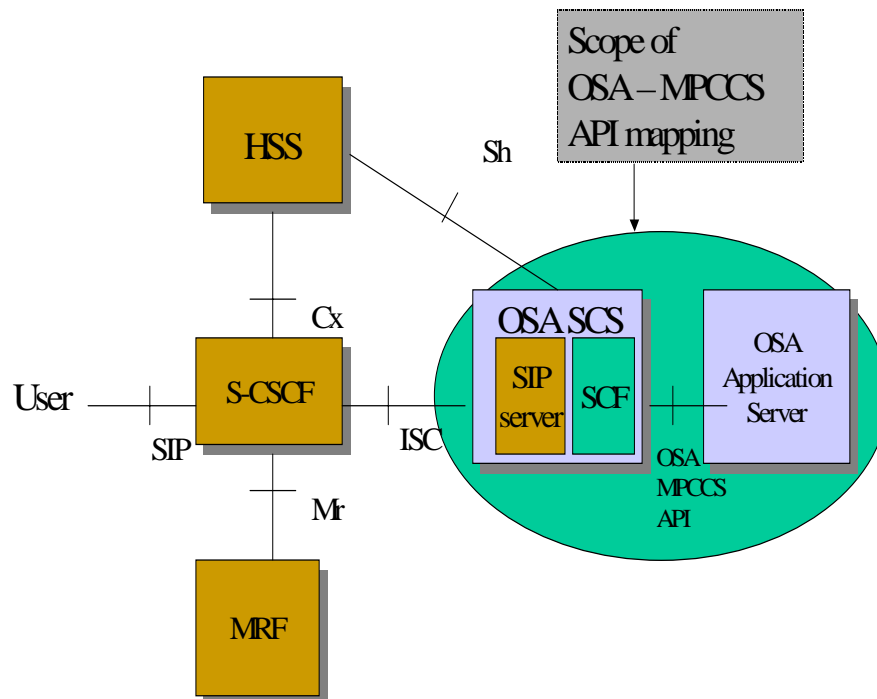 Scope of
OSA – MPCCS
API mapping
HSS
Sh
Cx
OSA SCS
SIP
server
SCF
OSA
Application
Server
User
S-CSCF
SIP
ISC
OSA
MPCCS
API
Mr
MRF